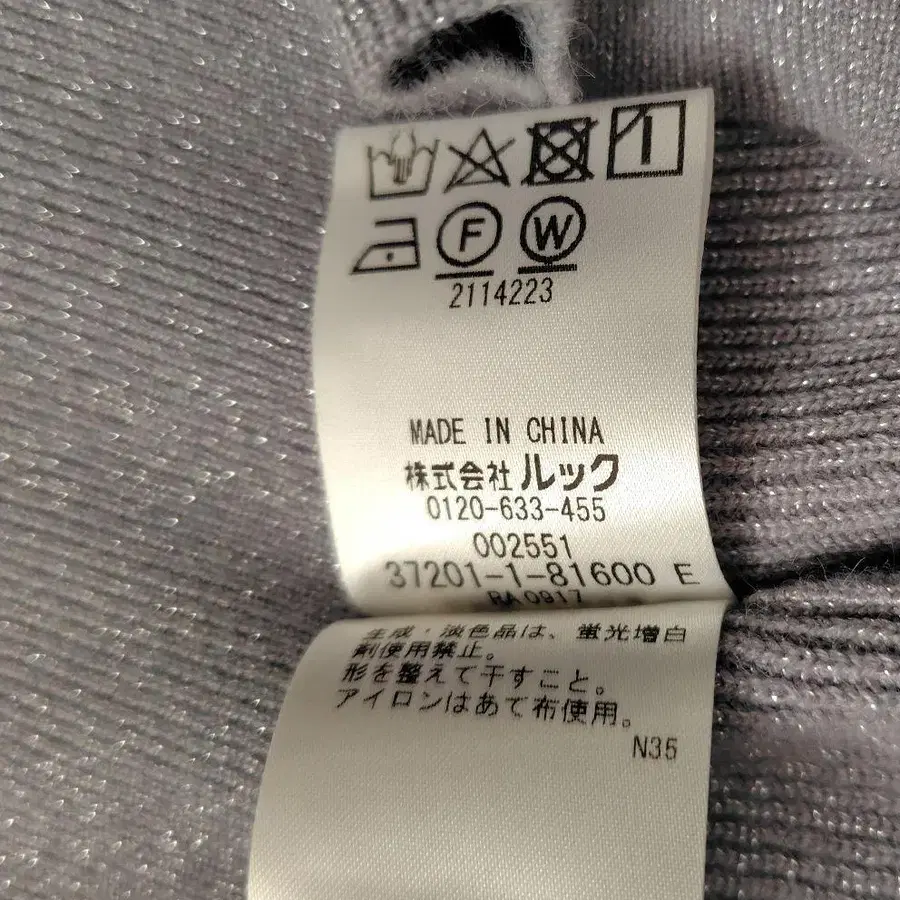 F W
2114223
MADE IN CHINA
株式会社 ルック
0120-633-455
002551
37201-1-81600 E
RA 0917
生成・淡色品は、蛍光増白
剤使用禁止。
形を整えて干すこと。
アイロンはあて布使用。
N35